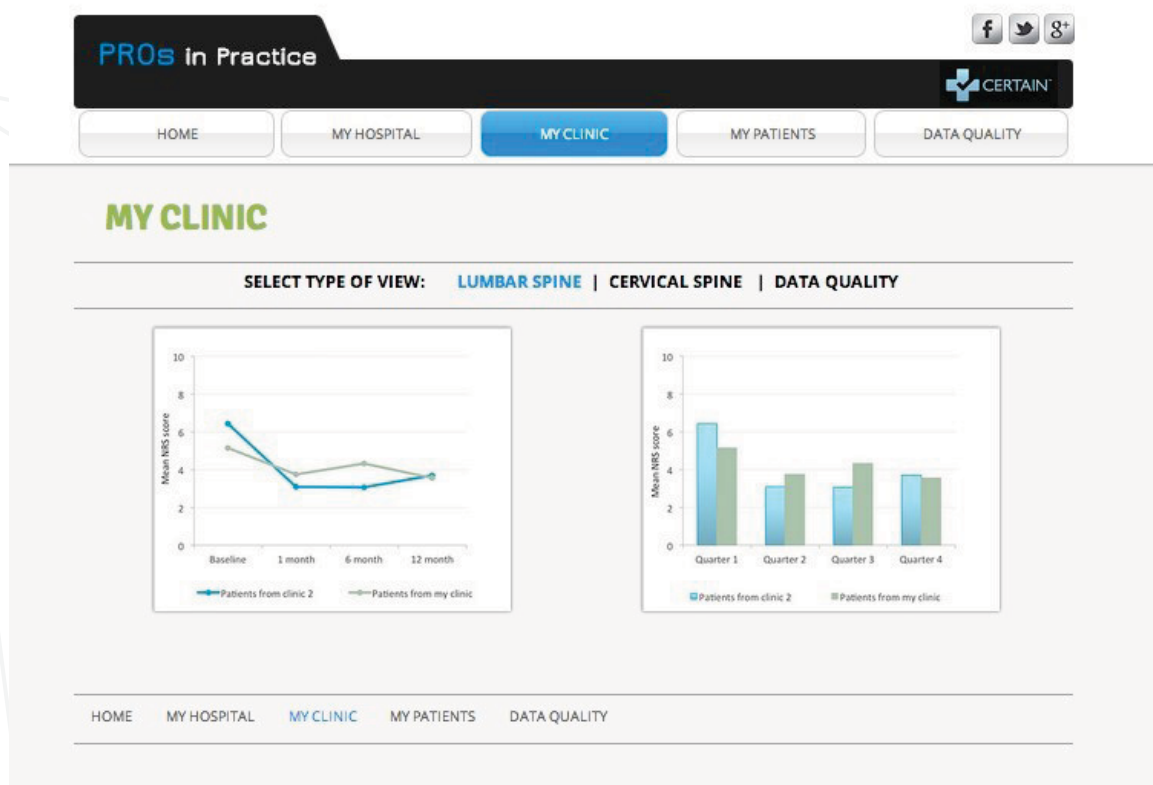 PROs in Practice
f 8+
CERTAIN
HOME MY HOSPITAL MY CLINIC MY PATIENTS DATA QUALITY
MY CLINIC
SELECT TYPE OF VIEW: LUMBAR SPINE | CERVICAL SPINE | DATA QUALITY
10
8
6
4
2
0
Mean NRS score
Baseline 1 month 6 month 12 month
Patients from clinic 2 Patients from my clinic
10
8
6
4
2
0
Mean NRS score
Quarter 1 Quarter 2 Quarter 3 Quarter 4
Patients from clinic 2 Patients from my clinic
HOME MY HOSPITAL MY CLINIC MY PATIENTS DATA QUALITY